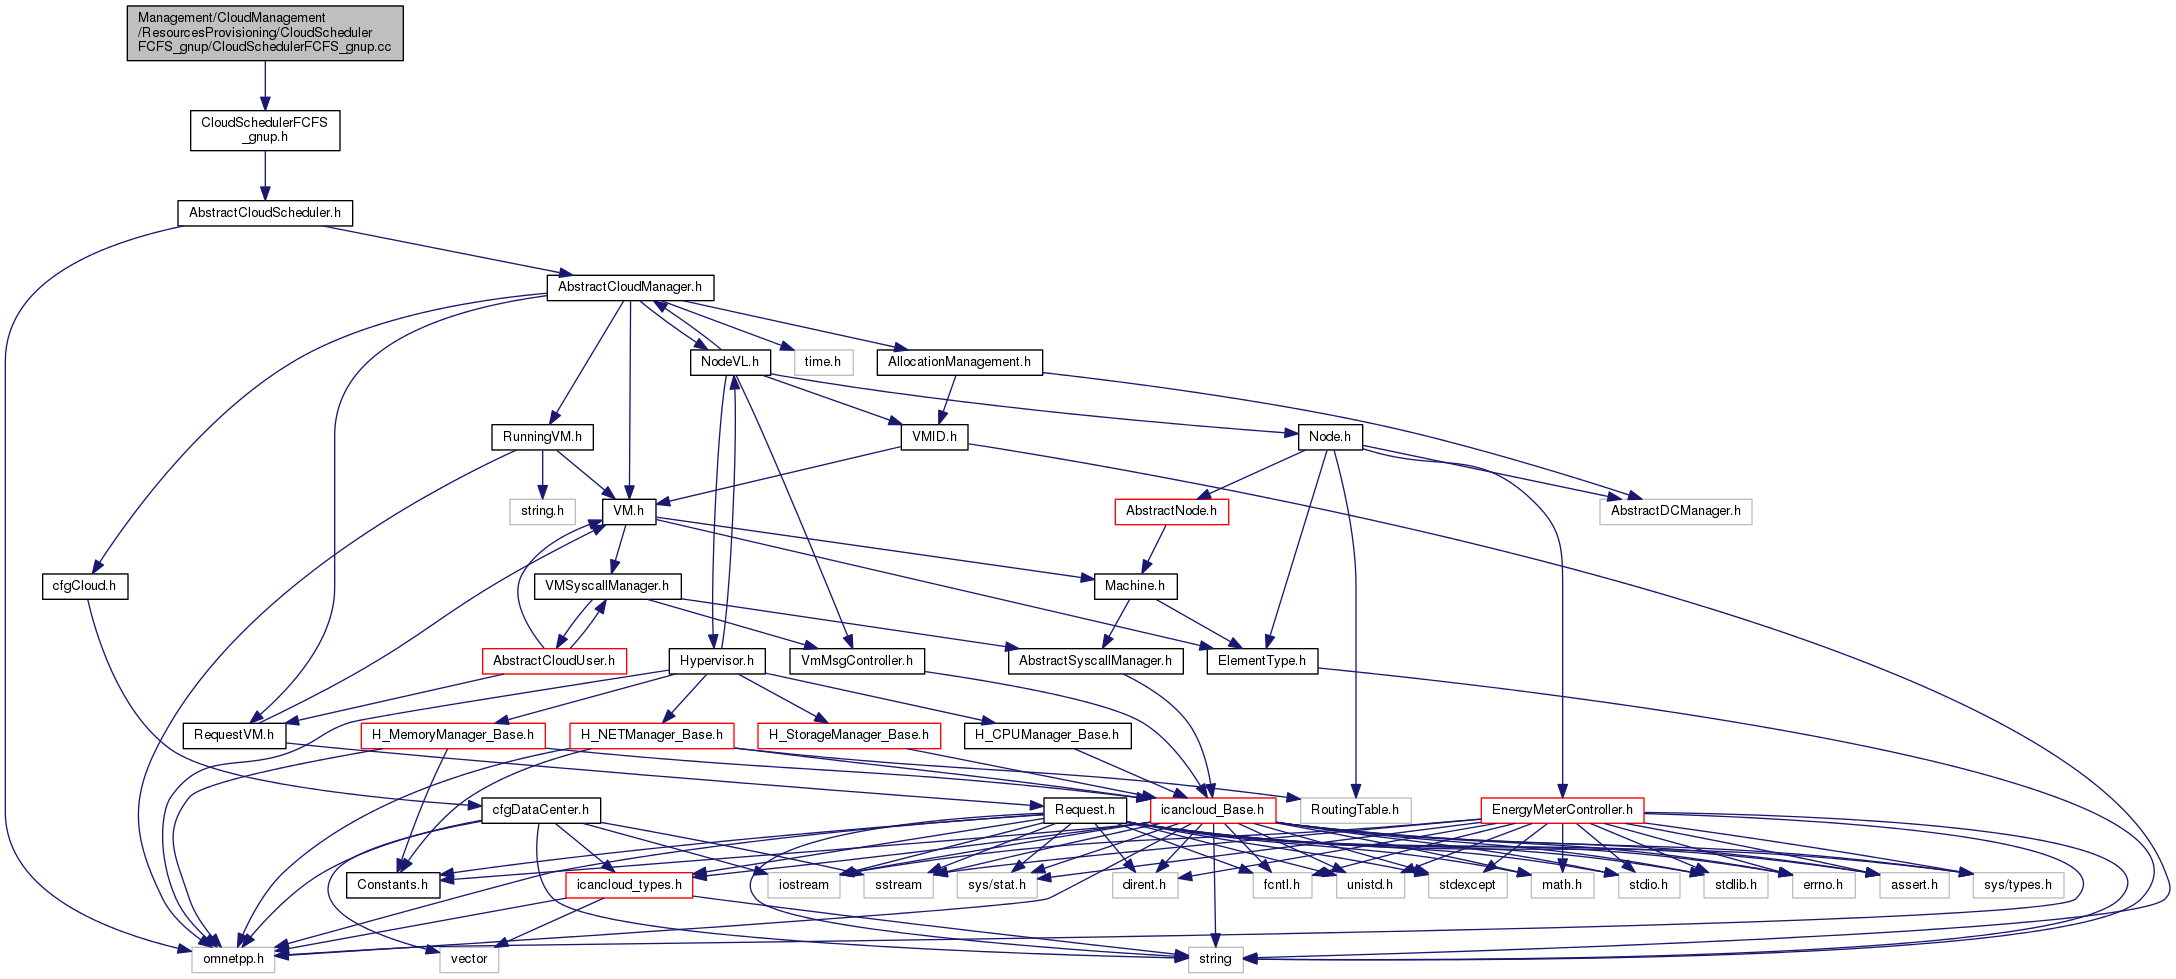 Management/CloudManagement
/ResourcesProvisioning/CloudScheduler
FCFS_gnup/CloudSchedulerFCFS_gnup.cc
CloudSchedulerFCFS
_gnup.h
AbstractCloudScheduler.h
AbstractCloudManager.h
NodeVL.h
time.h
AllocationManagement.h
RunningVM.h
VMID.h
Node.h
string.h
VM.h
AbstractNode.h
AbstractDCManager.h
cfgCloud.h
VMSyscallManager.h
Machine.h
AbstractCloudUser.h
Hypervisor.h
VmMsgController.h
AbstractSyscallManager.h
ElementType.h
RequestVM.h
H_MemoryManager_Base.h
H_NETManager_Base.h
H_StorageManager_Base.h
H_CPUManager_Base.h
cfgDataCenter.h
Request.h
icancloud_Base.h
RoutingTable.h
EnergyMeterController.h
Constants.h
icancloud_types.h
iostream
sstream
sys/stat.h
dirent.h
fcntl.h
unistd.h
stdexcept
math.h
stdio.h
stdlib.h
errno.h
assert.h
sys/types.h
omnetpp.h
vector
string